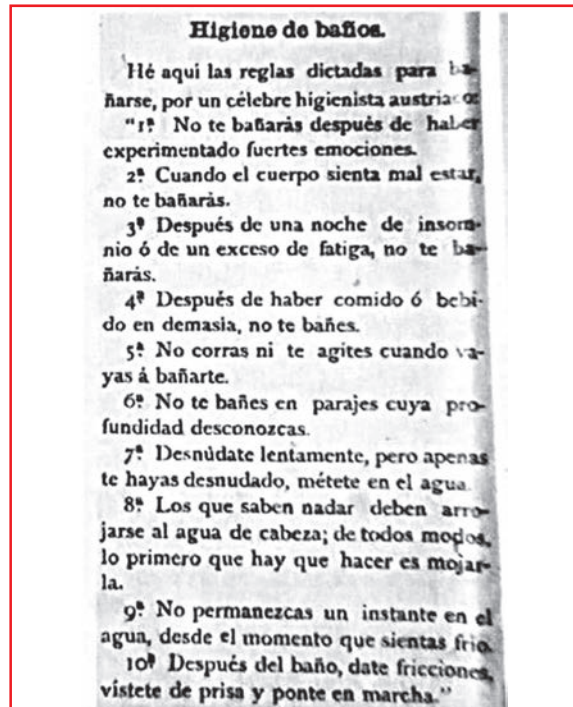 Higiene de baños.
Hé aquí las reglas dictadas para ba-
ñarse, por un célebre higienista austriaco:
"1ª No te bañarás después de haber
experimentado fuertes emociones.
2ª Cuando el cuerpo sienta mal estar,
no te bañarás.
3ª Después de una noche de insom-
nio ó de un exceso de fatiga, no te ba-
ñarás.
4ª Después de haber comido ó bebi-
do en demasia, no te bañes.
5ª No corras ni te agites cuando va-
yas á bañarte.
6ª No te bañes en parajes cuya pro-
fundidad desconozcas.
7ª Desnúdate lentamente, pero apenas
te hayas desnudado, métete en el agua.
8ª Los que saben nadar deben arro-
jarse al agua de cabeza; de todos modos,
lo primero que hay que hacer es mojar-
la.
9ª No permanezcas un instante en el
agua, desde el momento que sientas frio.
10ª Después del baño, date fricciones,
vístete de prisa y ponte en marcha."